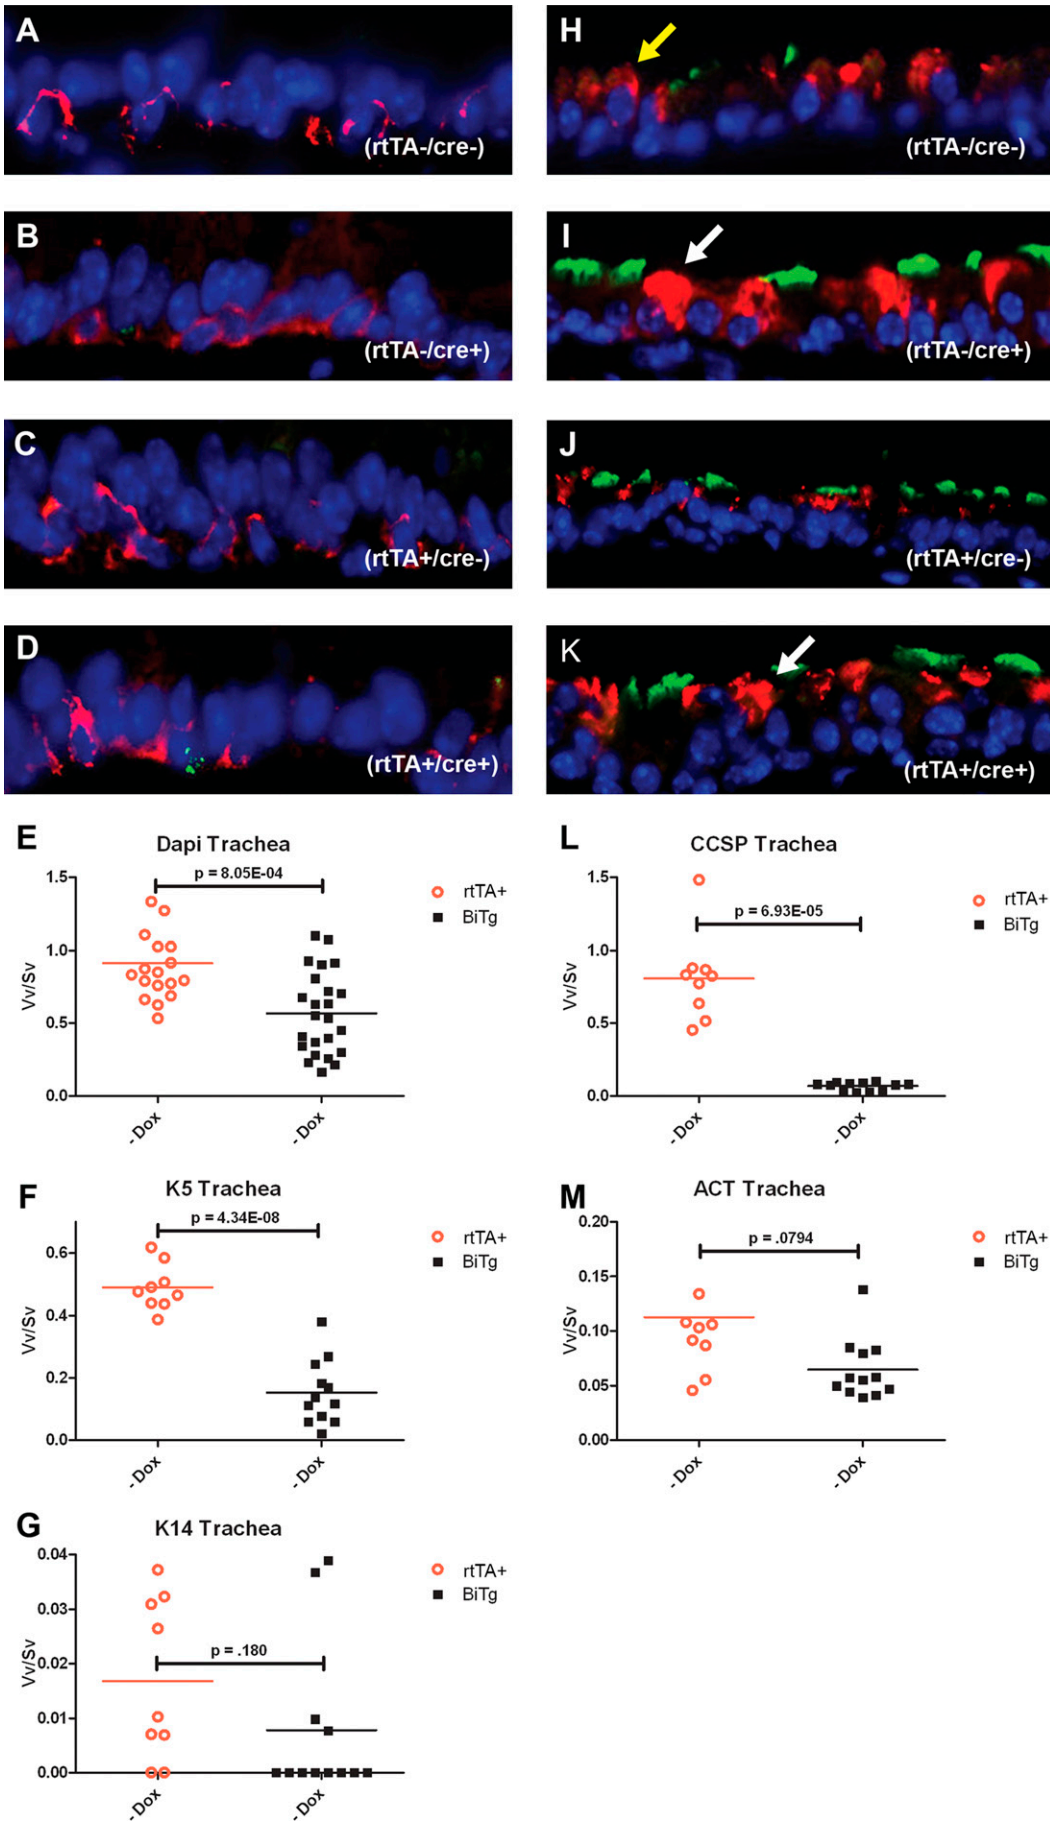 A
(rtTA-/cre-)
B
(rtTA-/cre+)
C
(rtTA+/cre-)
D
(rtTA+/cre+)
H
(rtTA-/cre-)
I
(rtTA-/cre+)
J
(rtTA+/cre-)
K
(rtTA+/cre+)
E
Dapi Trachea
p = 8.05E-04
1.5
1.0
0.5
0.0
Vv/Sv
- Dox
- Dox
rtTA+
BiTg
F
K5 Trachea
p = 4.34E-08
0.6
0.4
0.2
0.0
Vv/Sv
- Dox
- Dox
rtTA+
BiTg
G
K14 Trachea
p = .180
0.04
0.03
0.02
0.01
0.00
Vv/Sv
- Dox
- Dox
rtTA+
BiTg
L
CCSP Trachea
p = 6.93E-05
1.5
1.0
0.5
0.0
Vv/Sv
- Dox
- Dox
rtTA+
BiTg
M
ACT Trachea
p = .0794
0.20
0.15
0.10
0.05
0.00
Vv/Sv
- Dox
- Dox
rtTA+
BiTg